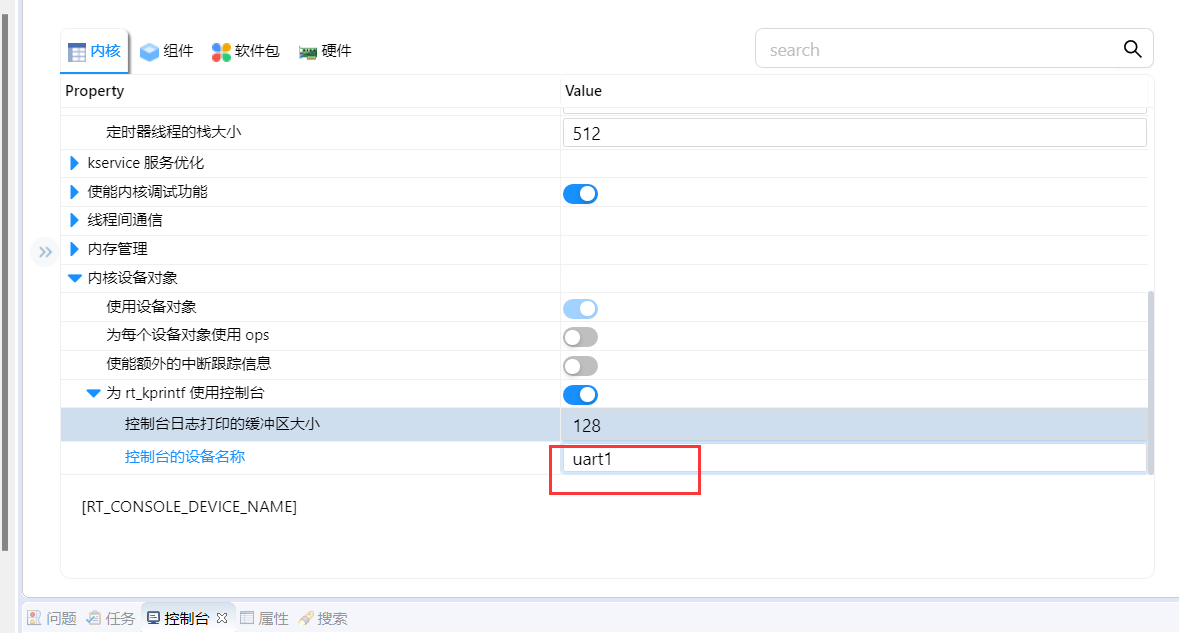 内核 组件 软件包 硬件 search
Property Value
定时器线程的栈大小 512
kservice 服务优化
使能内核调试功能
线程间通信
内存管理
内核设备对象
使用设备对象
为每个设备对象使用 ops
使能额外的中断跟踪信息
为 rt_kprintf 使用控制台
控制台日志打印的缓冲区大小 128
控制台的设备名称 uart1
[RT_CONSOLE_DEVICE_NAME]
问题 任务 控制台 属性 搜索